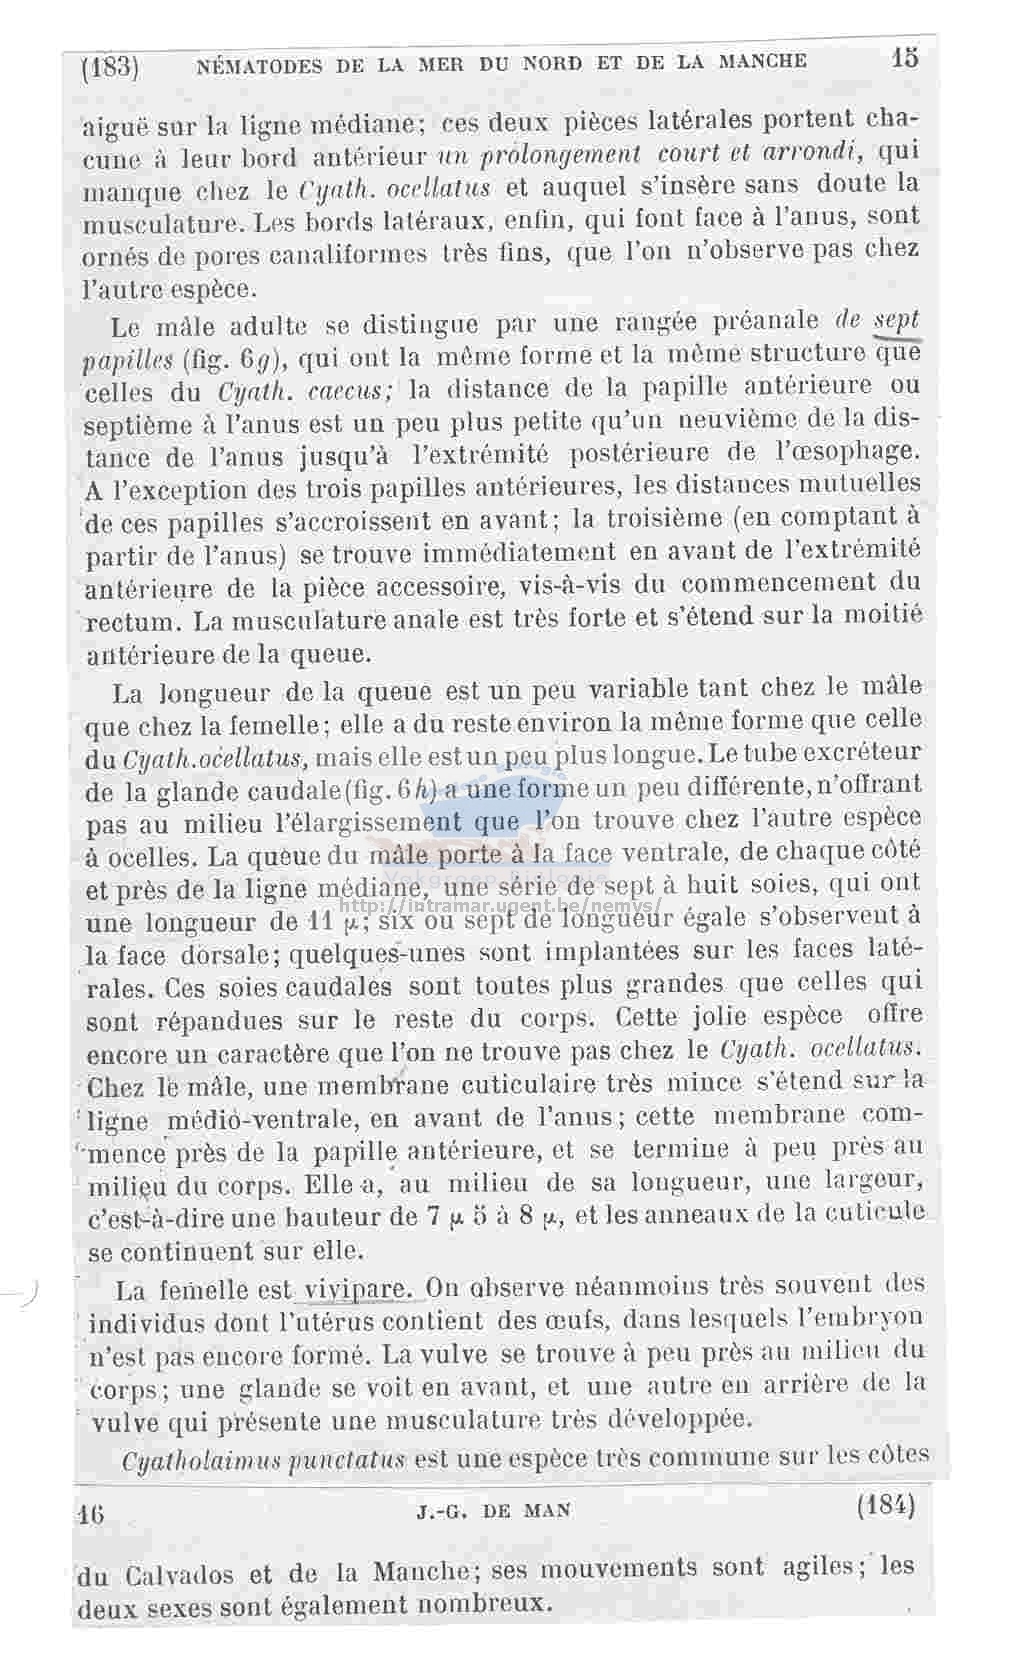 (183) NÉMATODES DE LA MER DU NORD ET DE LA MANCHE 15
aiguë sur la ligne médiane; ces deux pièces latérales portent cha-
cune à leur bord antérieur un prolongement court et arrondi, qui
manque chez le Cyath. ocellatus et auquel s'insère sans doute la
musculature. Les bords latéraux, enfin, qui font face à l'anus, sont
ornés de pores canaliformes très fins, que l'on n'observe pas chez
l'autre espèce.
Le mâle adulte se distingue par une rangée préanale de sept
papilles (fig. 6g), qui ont la même forme et la même structure que
celles du Cyath. caecus; la distance de la papille antérieure ou
septième à l'anus est un peu plus petite qu'un neuvième de la dis-
tance de l'anus jusqu'à l'extrémité postérieure de l'œsophage.
A l'exception des trois papilles antérieures, les distances mutuelles
de ces papilles s'accroissent en avant; la troisième (en comptant à
partir de l'anus) se trouve immédiatement en avant de l'extrémité
antérieure de la pièce accessoire, vis-à-vis du commencement du
rectum. La musculature anale est très forte et s'étend sur la moitié
antérieure de la queue.
La longueur de la queue est un peu variable tant chez le mâle
que chez la femelle; elle a du reste environ la même forme que celle
du Cyath. ocellatus, mais elle est un peu plus longue. Le tube excréteur
de la glande caudale (fig. 6h) a une forme un peu différente, n'offrant
pas au milieu l'élargissement que l'on trouve chez l'autre espèce
à ocelles. La queue du mâle porte à la face ventrale, de chaque côté
Vakgroep Biologie
et près de la ligne médiane, une série de sept à huit soies, qui ont
http://intramar.ugent.be/nemys/
une longueur de 11 µ; six ou sept de longueur égale s'observent à
la face dorsale; quelques-unes sont implantées sur les faces laté-
rales. Ces soies caudales sont toutes plus grandes que celles qui
sont répandues sur le reste du corps. Cette jolie espèce offre
encore un caractère que l'on ne trouve pas chez le Cyath. ocellatus.
Chez le mâle, une membrane cuticulaire très mince s'étend sur la
ligne médio-ventrale, en avant de l'anus; cette membrane com-
mence près de la papille antérieure, et se termine à peu près au
milieu du corps. Elle a, au milieu de sa longueur, une largeur,
c'est-à-dire une hauteur de 7 µ 5 à 8 µ, et les anneaux de la cuticule
se continuent sur elle.
La femelle est vivipare. On observe néanmoins très souvent des
individus dont l'utérus contient des œufs, dans lesquels l'embryon
n'est pas encore formé. La vulve se trouve à peu près au milieu du
corps; une glande se voit en avant, et une autre en arrière de la
vulve qui présente une musculature très développée.
Cyatholaimus punctatus est une espèce très commune sur les côtes
16 J.-G. DE MAN (184)
du Calvados et de la Manche; ses mouvements sont agiles; les
deux sexes sont également nombreux.